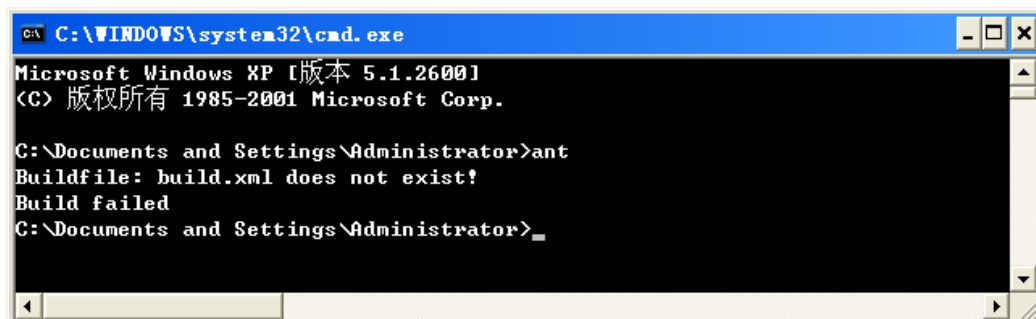 C:\WINDOWS\system32\cmd.exe
Microsoft Windows XP [版本 5.1.2600]
(C) 版权所有 1985-2001 Microsoft Corp.
C:\Documents and Settings\Administrator>ant
Buildfile: build.xml does not exist!
Build failed
C:\Documents and Settings\Administrator>_